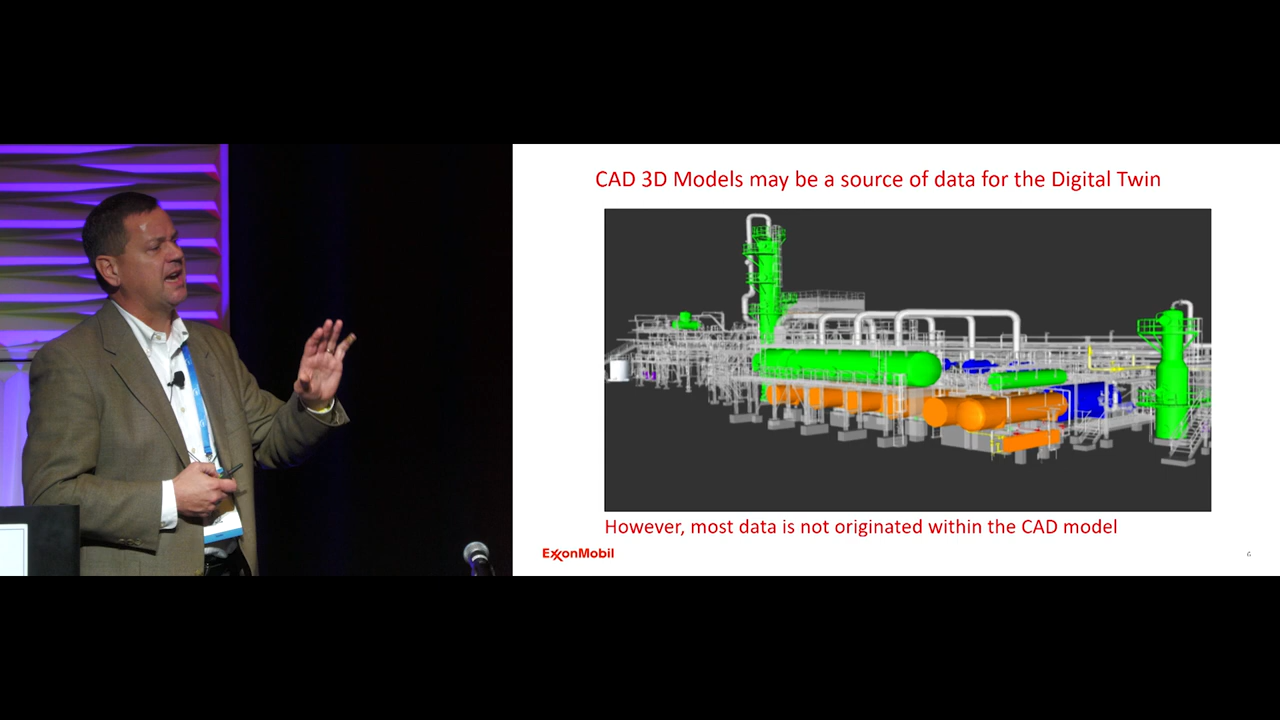 CAD 3D Models may be a source of data for the Digital Twin
However, most data is not originated within the CAD model
ExxonMobil
6